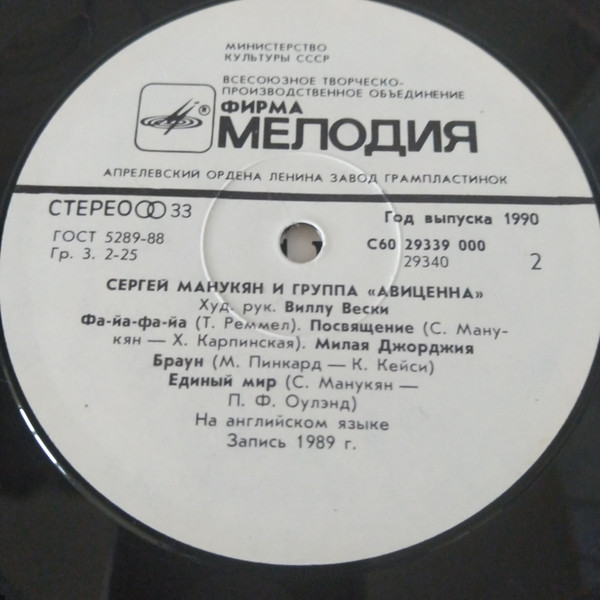 МИНИСТЕРСТВО
КУЛЬТУРЫ СССР
ВСЕСОЮЗНОЕ ТВОРЧЕСКО-
ПРОИЗВОДСТВЕННОЕ ОБЪЕДИНЕНИЕ
®
ФИРМА
МЕЛОДИЯ
АПРЕЛЕВСКИЙ ОРДЕНА ЛЕНИНА ЗАВОД ГРАМПЛАСТИНОК
СТЕРЕО 33
Год выпуска 1990
ГОСТ 5289-88
С60 29339 000
Гр. 3. 2-25
29340
2
СЕРГЕЙ МАНУКЯН И ГРУППА «АВИЦЕННА»
Худ. рук. Виллу Вески
Фа-йа-фа-йа (Т. Реммел). Посвящение (С. Ману-
кян — Х. Карпинская). Милая Джорджия
Браун (М. Пинкард — К. Кейси)
Единый мир (С. Манукян —
П. Ф. Оулэнд)
На английском языке
Запись 1989 г.